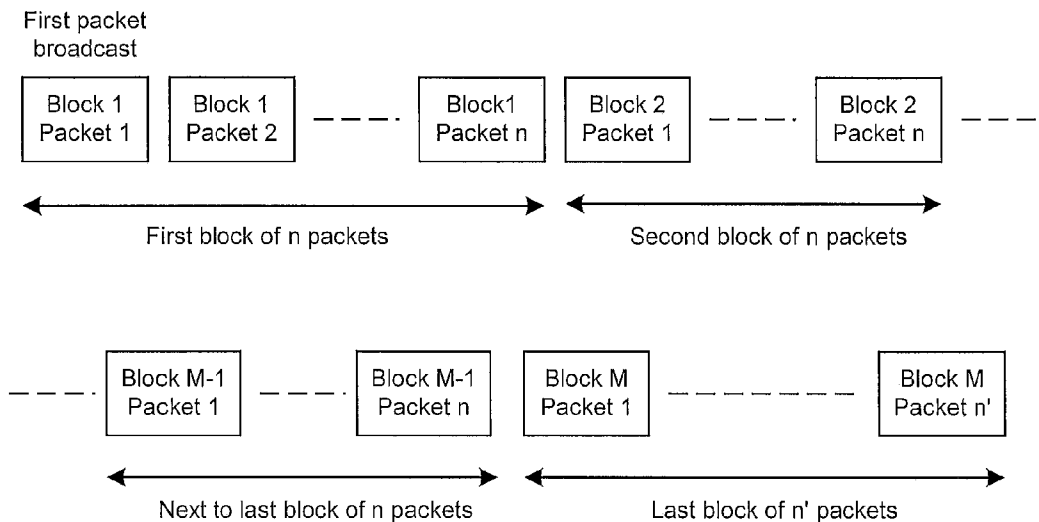 First packet
broadcast
Block 1
Packet 1
Block 1
Packet 2
Block1
Packet n
Block 2
Packet 1
Block 2
Packet n
First block of n packets
Second block of n packets
Block M-1
Packet 1
Block M-1
Packet n
Block M
Packet 1
Block M
Packet n'
Next to last block of n packets
Last block of n' packets